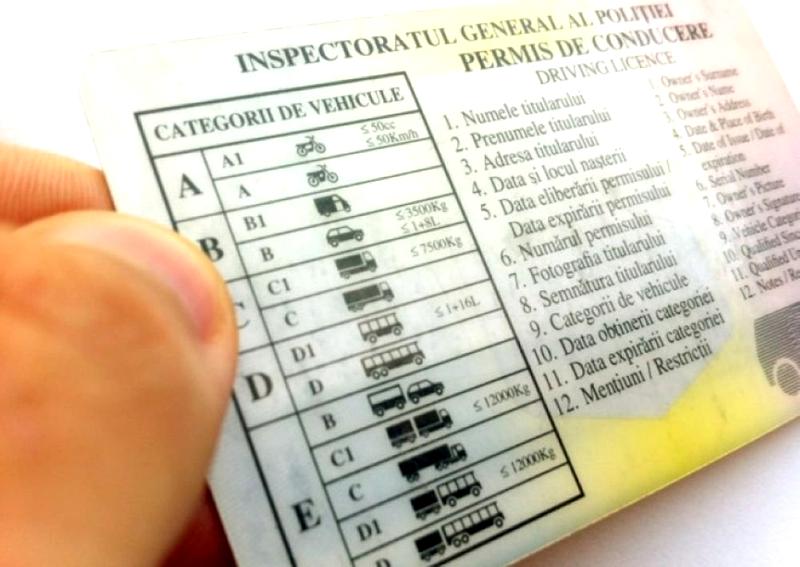 INSPECTORATUL GENERAL AL POLIȚIEI
PERMIS DE CONDUCERE
DRIVING LICENCE
CATEGORII DE VEHICULE
A
A1
≤ 50cc
≤ 50Km/h
A
B
B1
B
≤ 3500Kg
≤ 1+8L
C1
≤ 7500Kg
C
D
D1
≤ 1+16L
D
E
B
C1
≤ 12000Kg
C
D1
≤ 12000Kg
D
1. Numele titularului
2. Prenumele titularului
3. Adresa titularului
4. Data și locul nașterii
5. Data eliberării permisului /
Data expirării permisului
6. Numărul permisului
7. Fotografia titularului
8. Semnătura titularului
9. Categorii de vehicule
10. Data obținerii categoriei
11. Data expirării categoriei
12. Mențiuni / Restricții
1. Owner's Surname
2. Owner's Name
3. Owner's Address
4. Date & Place of Birth
5. Date of Issue / Date of
expiration
6. Serial Number
7. Owner's Picture
8. Owner's Signature
9. Vehicle Categor
10. Qualified Sinc
11. Qualified Un
12. Notes / Re